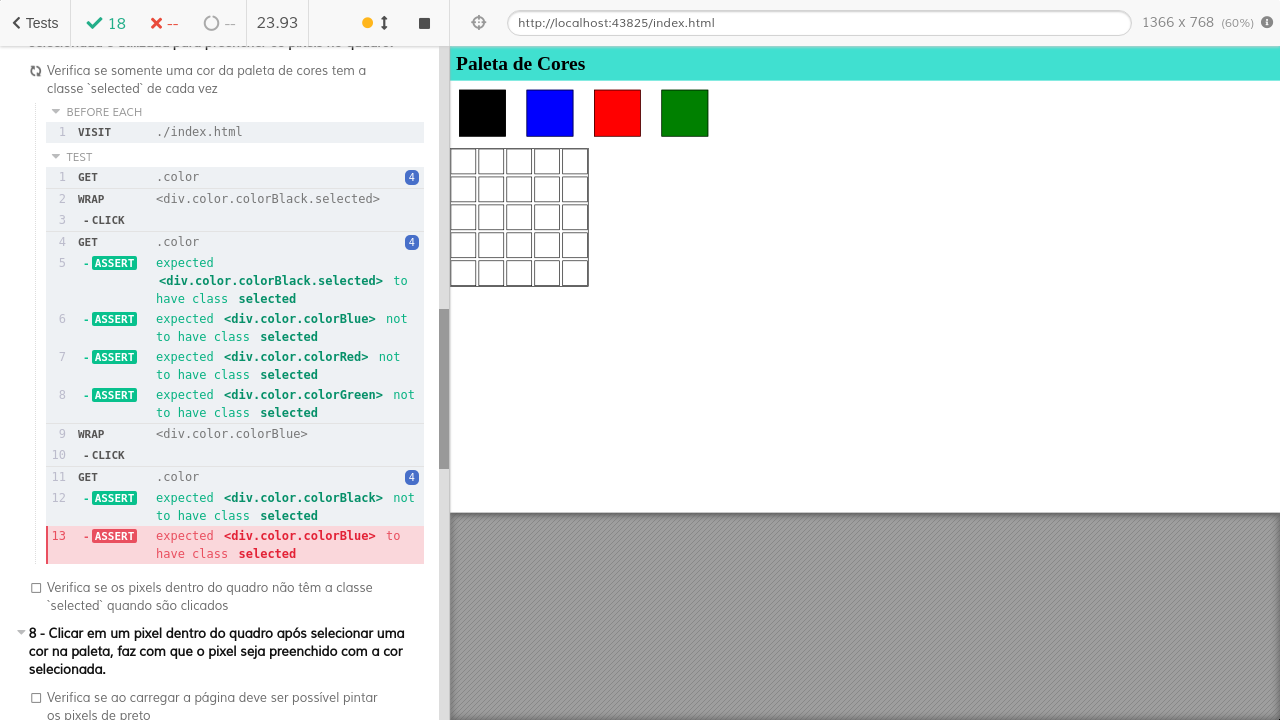 Tests
18
--
--
23.93
http://localhost:43825/index.html
1366 x 768 (60%)
selecionada é utilizada para preencher os pixels no quadro.
Verifica se somente uma cor da paleta de cores tem a
classe `selected` de cada vez
BEFORE EACH
1 VISIT ./index.html
TEST
1 GET .color 4
2 WRAP <div.color.colorBlack.selected>
3 -CLICK
4 GET .color 4
5 -ASSERT expected
<div.color.colorBlack.selected> to
have class selected
6 -ASSERT expected <div.color.colorBlue> not
to have class selected
7 -ASSERT expected <div.color.colorRed> not
to have class selected
8 -ASSERT expected <div.color.colorGreen> not
to have class selected
9 WRAP <div.color.colorBlue>
10 -CLICK
11 GET .color 4
12 -ASSERT expected <div.color.colorBlack> not
to have class selected
13 -ASSERT expected <div.color.colorBlue> to
have class selected
Verifica se os pixels dentro do quadro não têm a classe
`selected` quando são clicados
8 - Clicar em um pixel dentro do quadro após selecionar uma
cor na paleta, faz com que o pixel seja preenchido com a cor
selecionada.
Verifica se ao carregar a página deve ser possível pintar
os pixels de preto
Paleta de Cores